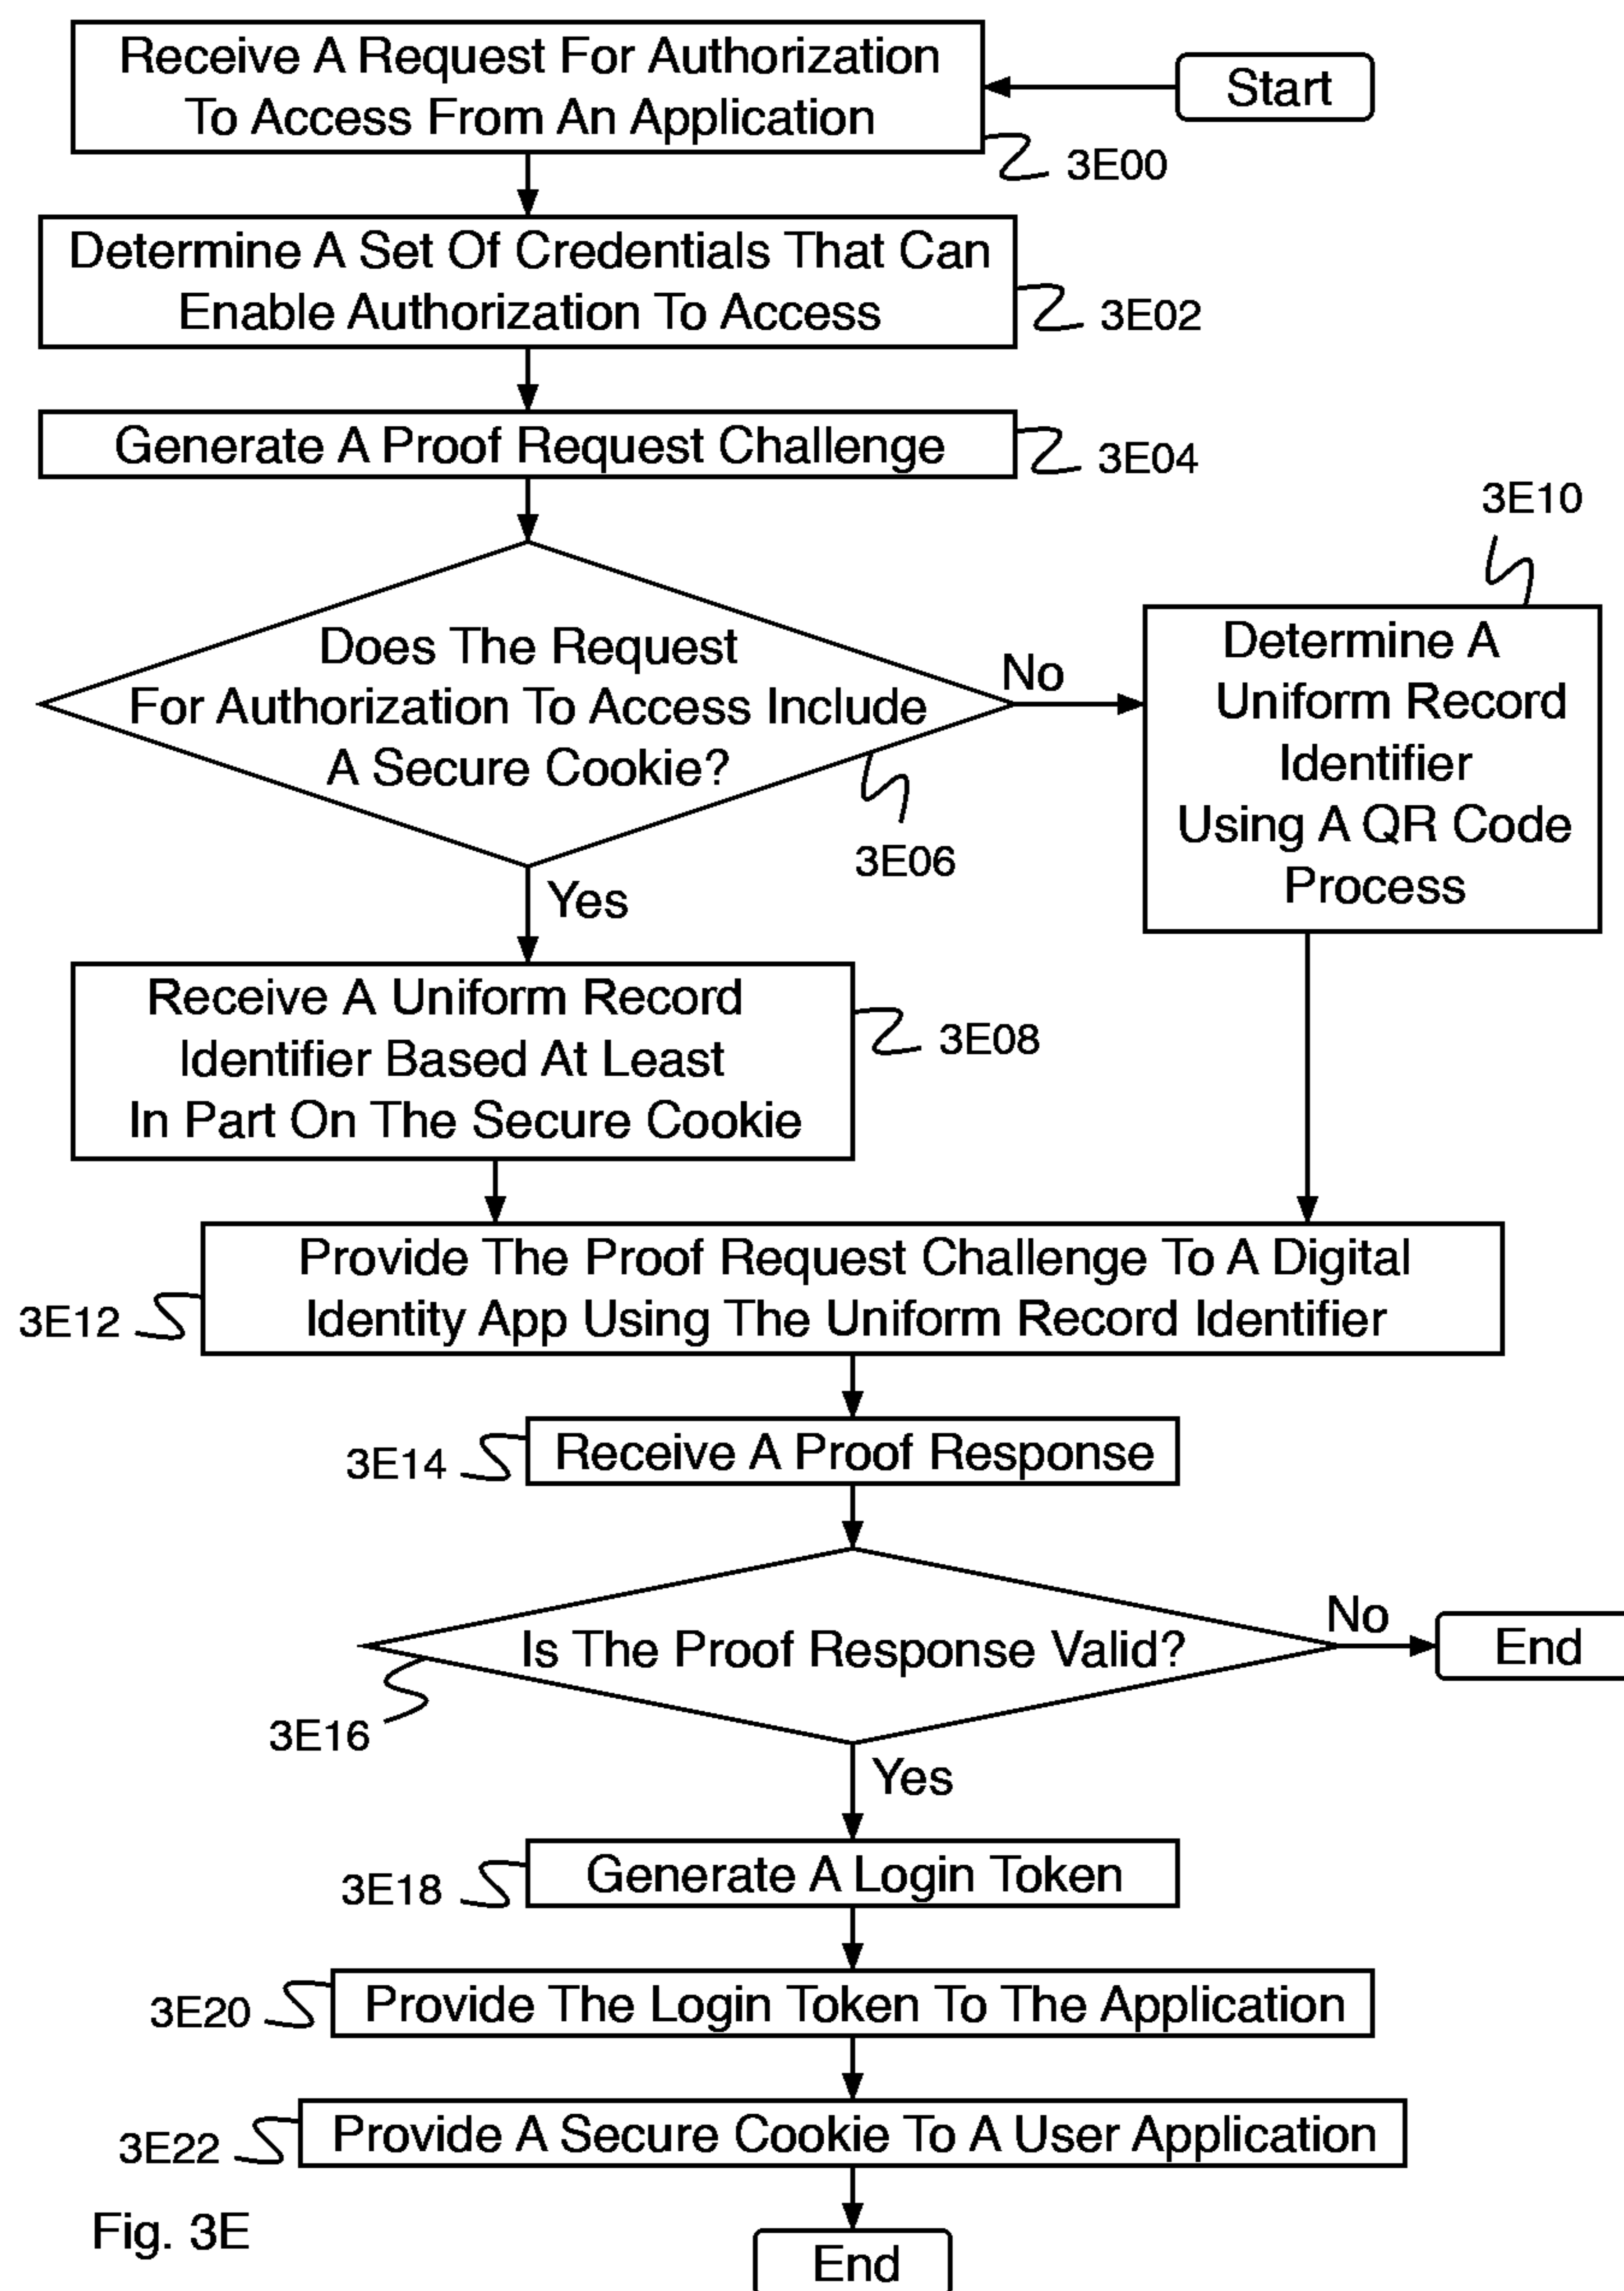 Receive A Request For Authorization
To Access From An Application
Start
3E00
Determine A Set Of Credentials That Can
Enable Authorization To Access
3E02
Generate A Proof Request Challenge
3E04
3E10
Does The Request
For Authorization To Access Include
A Secure Cookie?
No
3E06
Determine A
Uniform Record
Identifier
Using A QR Code
Process
Yes
Receive A Uniform Record
Identifier Based At Least
In Part On The Secure Cookie
3E08
Provide The Proof Request Challenge To A Digital
Identity App Using The Uniform Record Identifier
3E12
Receive A Proof Response
3E14
Is The Proof Response Valid?
No
End
3E16
Yes
Generate A Login Token
3E18
Provide The Login Token To The Application
3E20
Provide A Secure Cookie To A User Application
3E22
Fig. 3E
End